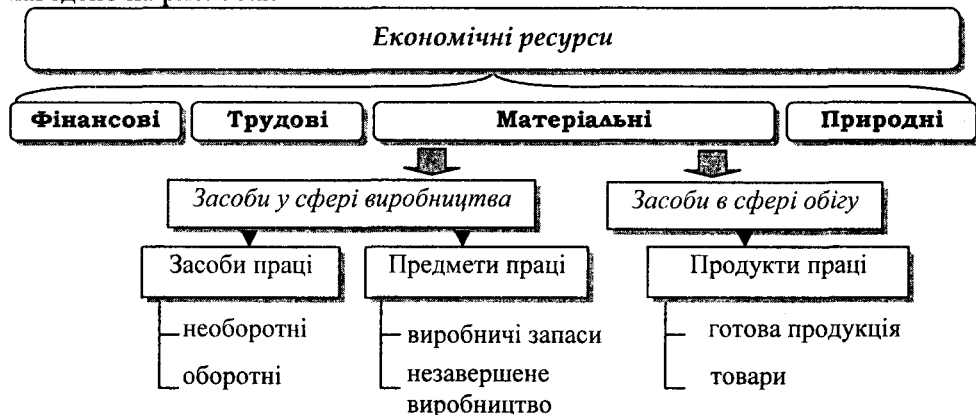 Економічні ресурси
Фінансові Трудові Матеріальні Природні
Засоби у сфері виробництва Засоби в сфері обігу
Засоби праці Предмети праці Продукти праці
необоротні виробничі запаси готова продукція
оборотні незавершене товари
виробництво